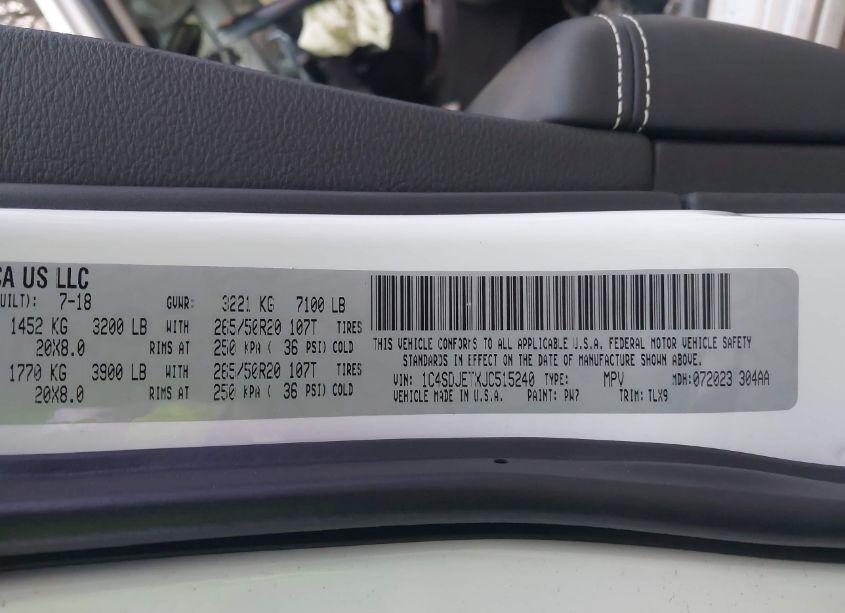 CA US LLC
UILT): 7-18 GVWR: 3221 KG 7100 LB
1452 KG 3200 LB WITH 265/50R20 107T TIRES
20X8.0 RIMS AT 250 KPA ( 36 PSI) COLD
1770 KG 3900 LB WITH 265/50R20 107T TIRES
20X8.0 RIMS AT 250 KPA ( 36 PSI) COLD
THIS VEHICLE CONFORMS TO ALL APPLICABLE U.S.A. FEDERAL MOTOR VEHICLE SAFETY
STANDARDS IN EFFECT ON THE DATE OF MANUFACTURE SHOWN ABOVE.
VIN: 1C4SDJETXJC515240 TYPE: MPV MDH: 072023 304AA
VEHICLE MADE IN U.S.A. PAINT: PW7 TRIM: TLX9